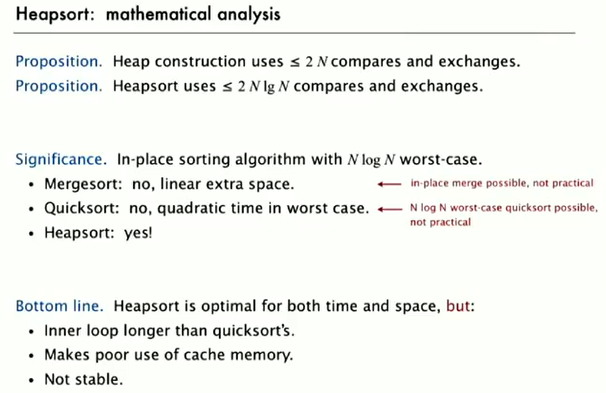 Heapsort: mathematical analysis
Proposition. Heap construction uses ≤ 2 N compares and exchanges.
Proposition. Heapsort uses ≤ 2 N lg N compares and exchanges.
Significance. In-place sorting algorithm with N log N worst-case.
• Mergesort: no, linear extra space. ← in-place merge possible, not practical
• Quicksort: no, quadratic time in worst case. ← N log N worst-case quicksort possible,
not practical
• Heapsort: yes!
Bottom line. Heapsort is optimal for both time and space, but:
• Inner loop longer than quicksort's.
• Makes poor use of cache memory.
• Not stable.